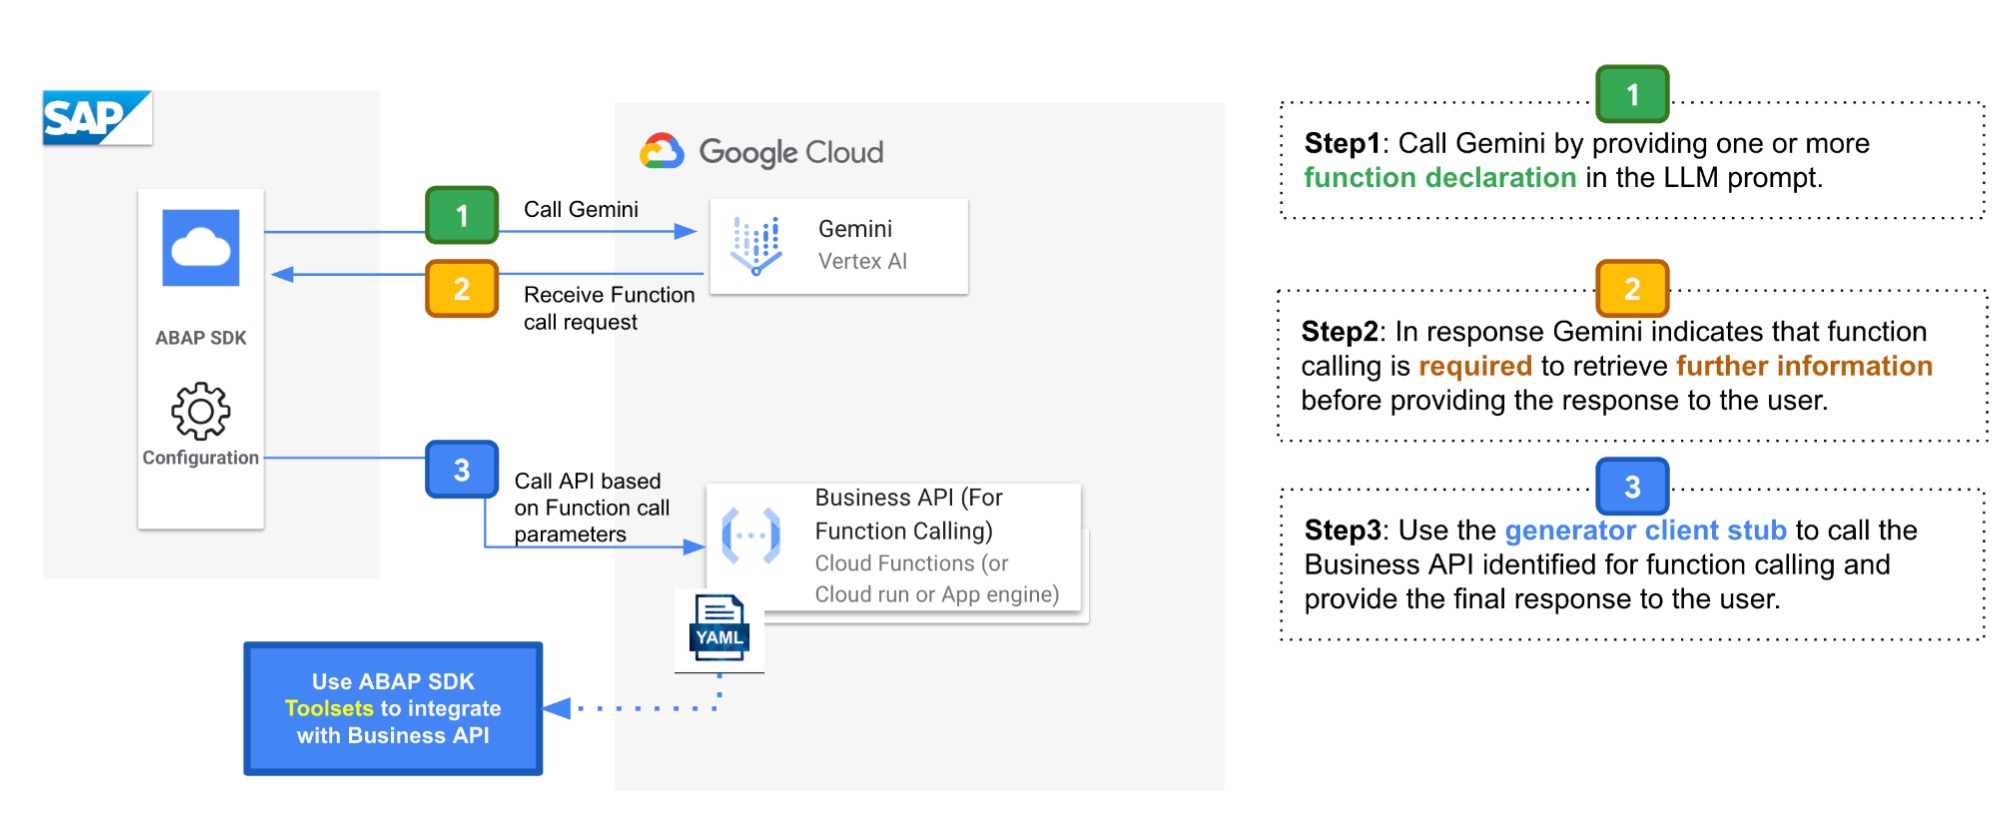 SAP
Google Cloud
1
Call Gemini
Gemini
Vertex AI
2
Receive Function
call request
ABAP SDK
Configuration
3
Call API based
on Function call
parameters
Business API (For
Function Calling)
Cloud Functions (or
Cloud run or App engine)
YAML
Use ABAP SDK
Toolsets to integrate
with Business API
1
Step1: Call Gemini by providing one or more
function declaration in the LLM prompt.
2
Step2: In response Gemini indicates that function
calling is required to retrieve further information
before providing the response to the user.
3
Step3: Use the generator client stub to call the
Business API identified for function calling and
provide the final response to the user.